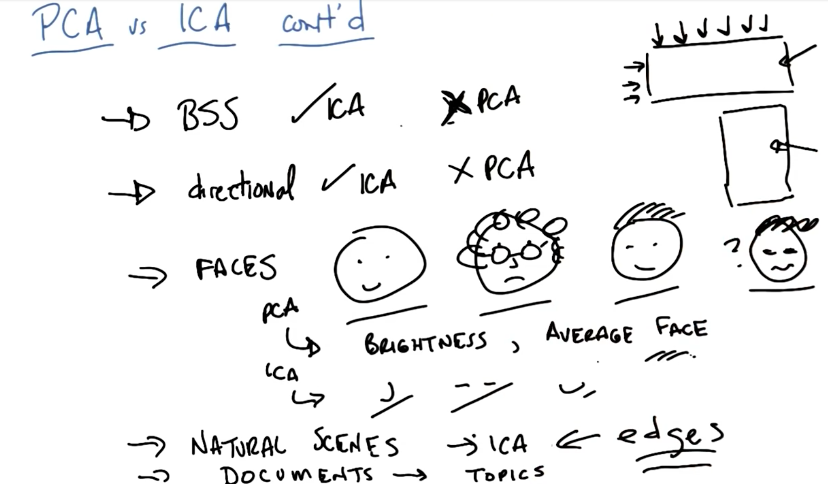 PCA vs ICA cont'd
BSS ICA PCA
directional ICA PCA
FACES
?
PCA
BRIGHTNESS, AVERAGE FACE
ICA
NATURAL SCENES → ICA ← edges
DOCUMENTS → TOPICS